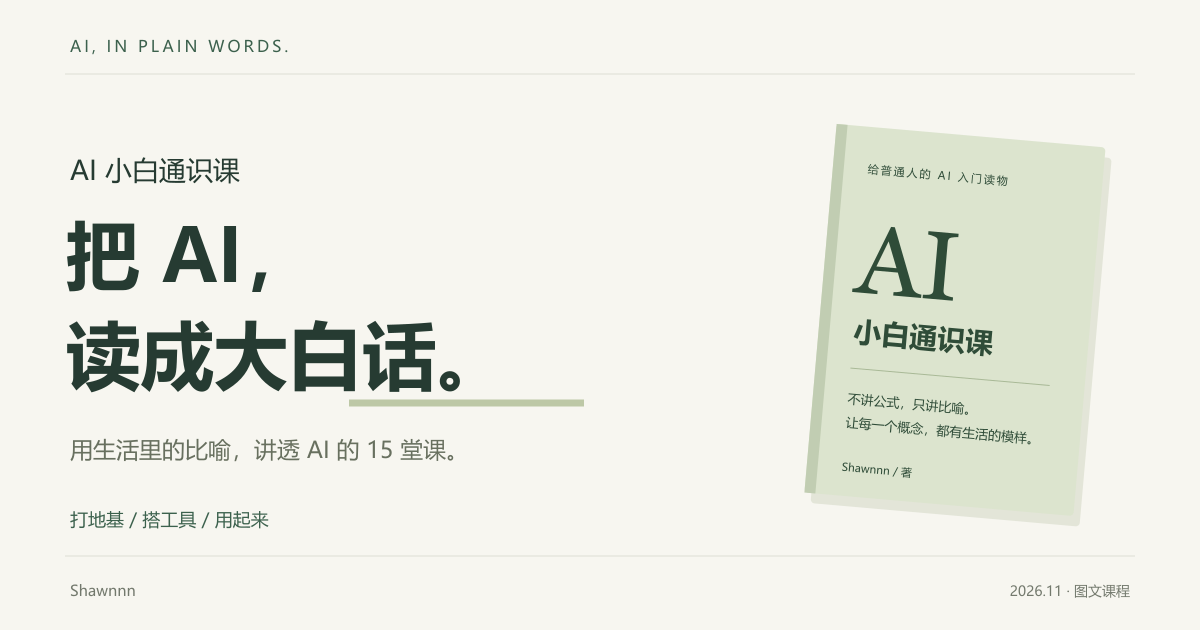 AI, IN PLAIN WORDS.
AI 小白通识课
把 AI，
读成大白话。
用生活里的比喻，讲透 AI 的 15 堂课。
打地基 / 搭工具 / 用起来
给普通人的 AI 入门读物
AI
小白通识课
不讲公式，只讲比喻。
让每一个概念，都有生活的模样。
Shawnnn / 著
Shawnnn
2026.11 · 图文课程